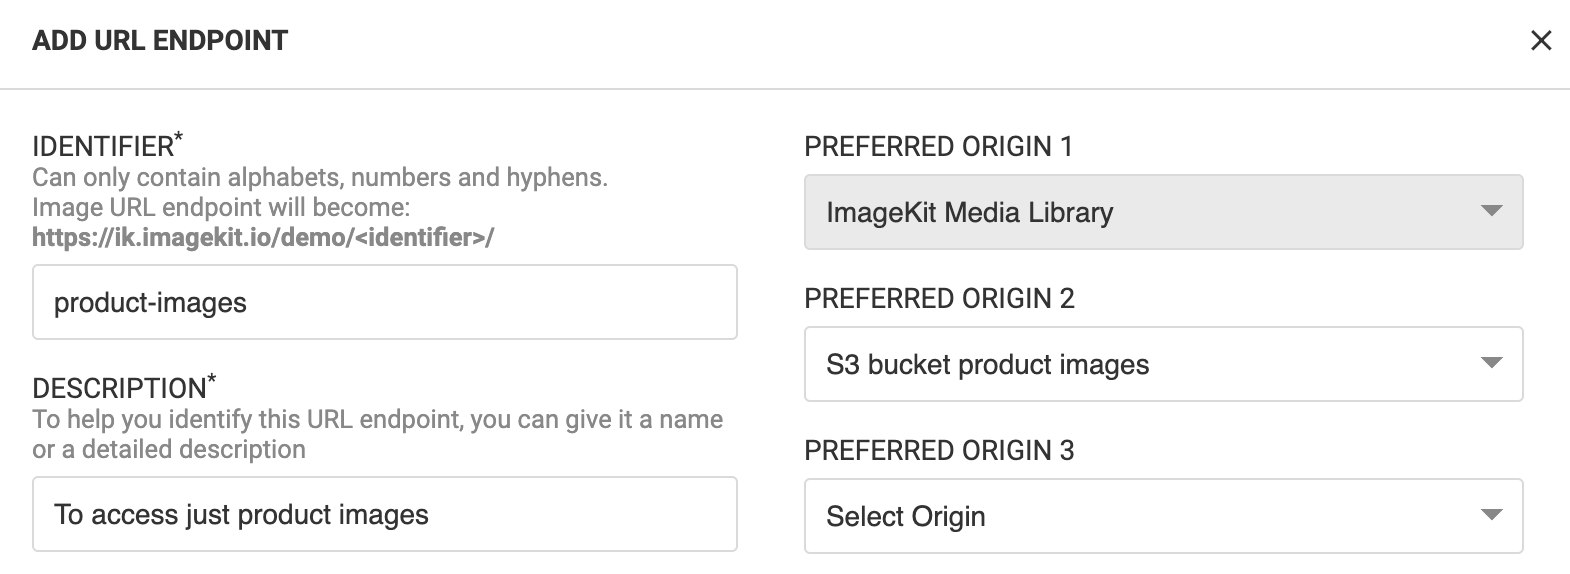 ADD URL ENDPOINT
IDENTIFIER*
Can only contain alphabets, numbers and hyphens.
Image URL endpoint will become:
https://ik.imagekit.io/demo/<identifier>/
product-images
DESCRIPTION*
To help you identify this URL endpoint, you can give it a name
or a detailed description
To access just product images
PREFERRED ORIGIN 1
ImageKit Media Library
PREFERRED ORIGIN 2
S3 bucket product images
PREFERRED ORIGIN 3
Select Origin